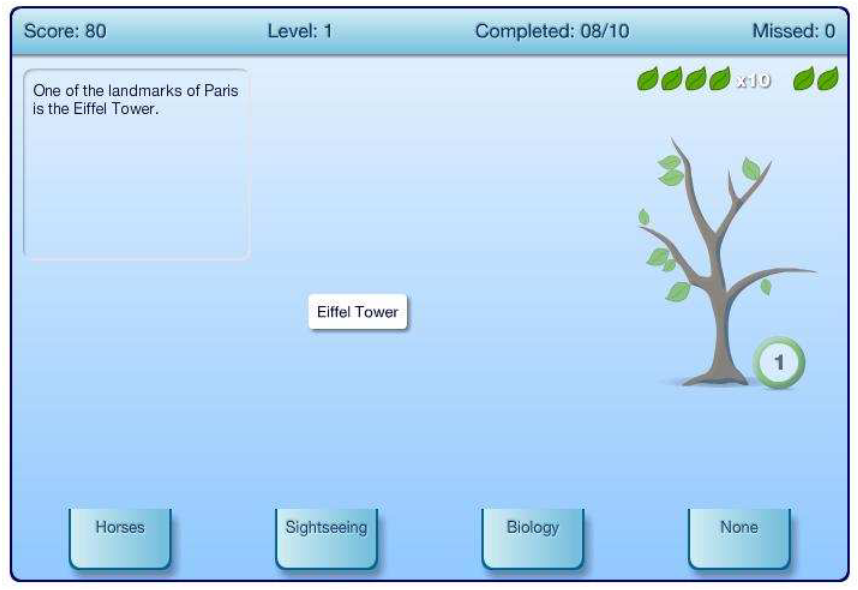 Score: 80 Level: 1 Completed: 08/10 Missed: 0
One of the landmarks of Paris
is the Eiffel Tower.
x10
Eiffel Tower
1
Horses Sightseeing Biology None